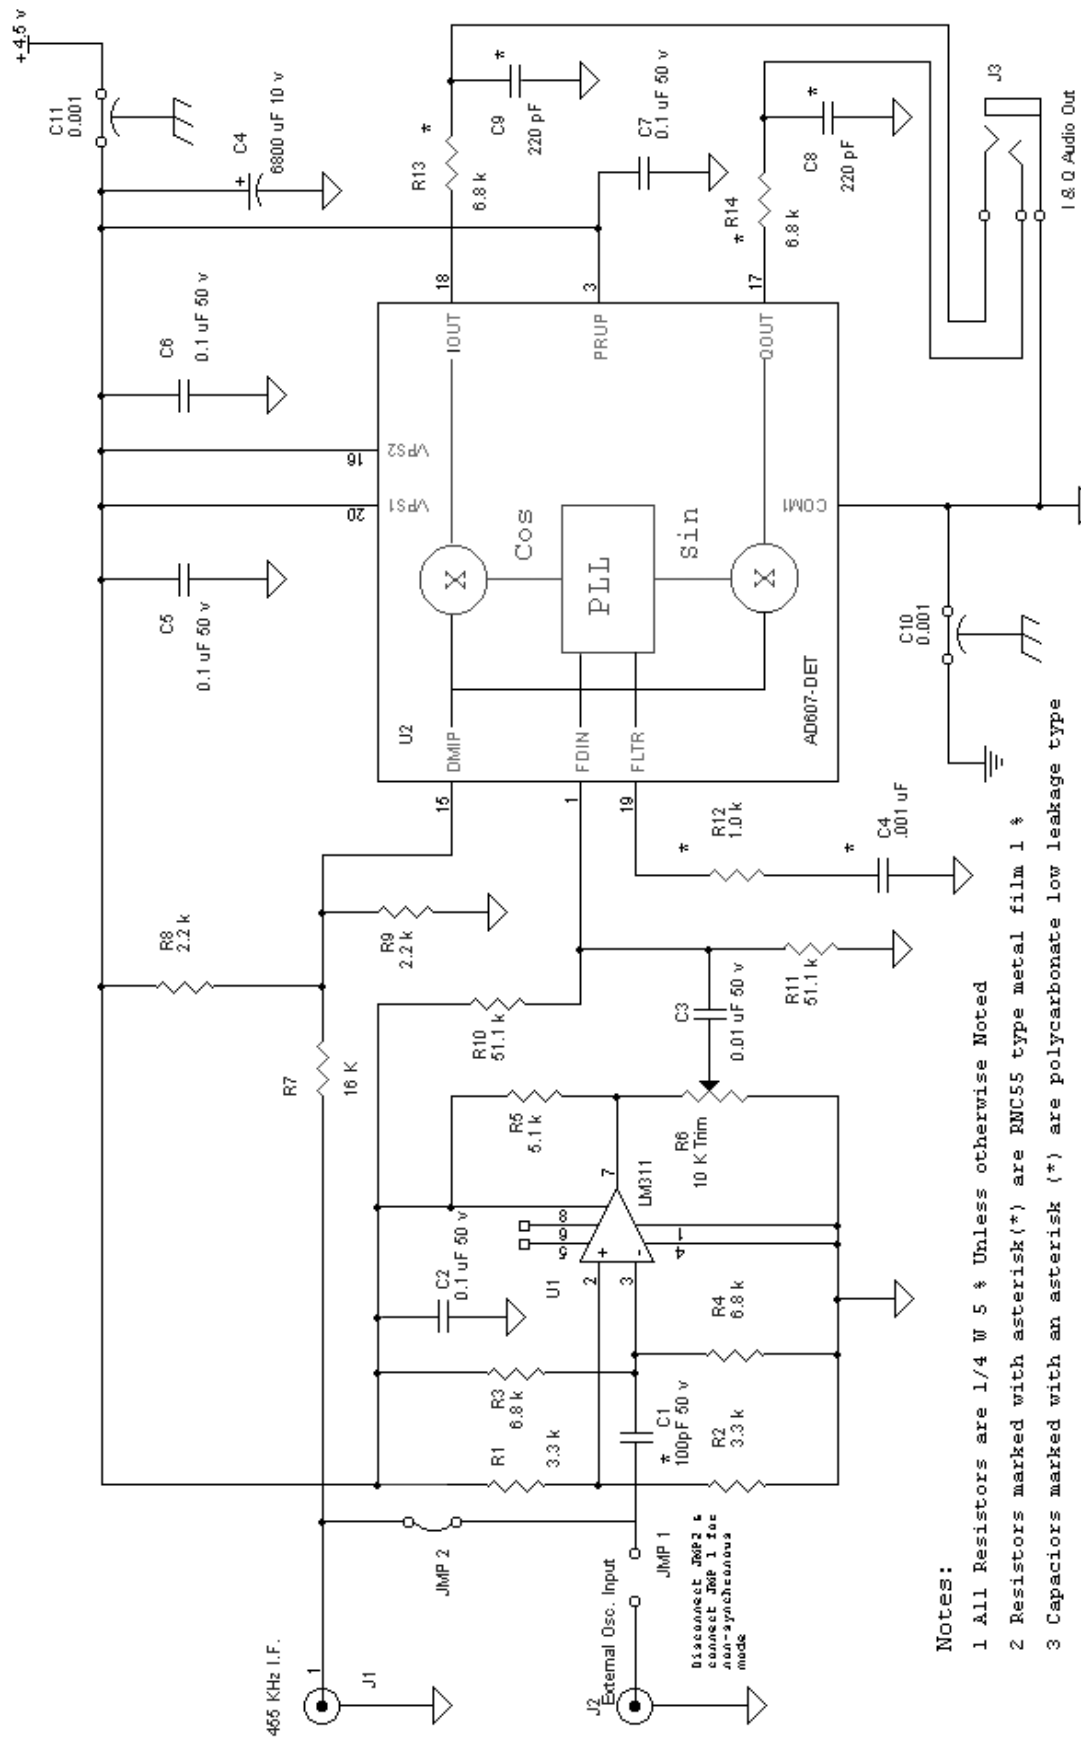 +4.5 v
C11
0.001
C4
6800 uF 10 v
+
C6
0.1 uF 50 v
C5
0.1 uF 50 v
R8
2.2 k
455 KHz I.F.
1
J1
R7
16 K
R9
2.2 k
JMP 2
J2
External Osc. Input
JMP 1
Disconnect JMP2 &
connect JMP 1 for
non-synchronous
mode
R1
3.3 k
R3
6.8 k
C2
0.1 uF 50 v
* C1
100pF 50 v
R2
3.3 k
R4
6.8 k
U1
2
3
+
-
5
6
8
4
1
7
LM311
R5
5.1 k
R6
10 K Trim
R10
51.1 k
C3
0.01 uF 50 v
R11
51.1 k
*
R12
1.0 k
*
C4
.001 uF
15
1
19
U2
DMIP
FDIN
FLTR
20
16
VPS1
VPS2
X
Cos
PLL
Sin
X
AD607-DET
COM1
IOUT
PRUP
QOUT
18
3
17
R13
*
6.8 k
C9
*
220 pF
C7
0.1 uF 50 v
* R14
6.8 k
C8
*
220 pF
J3
I & Q Audio Out
C10
0.001
Notes:
1 All Resistors are 1/4 W 5 % Unless otherwise Noted
2 Resistors marked with asterisk(*) are RNC55 type metal film 1 %
3 Capaciors marked with an asterisk (*) are polycarbonate low leakage type